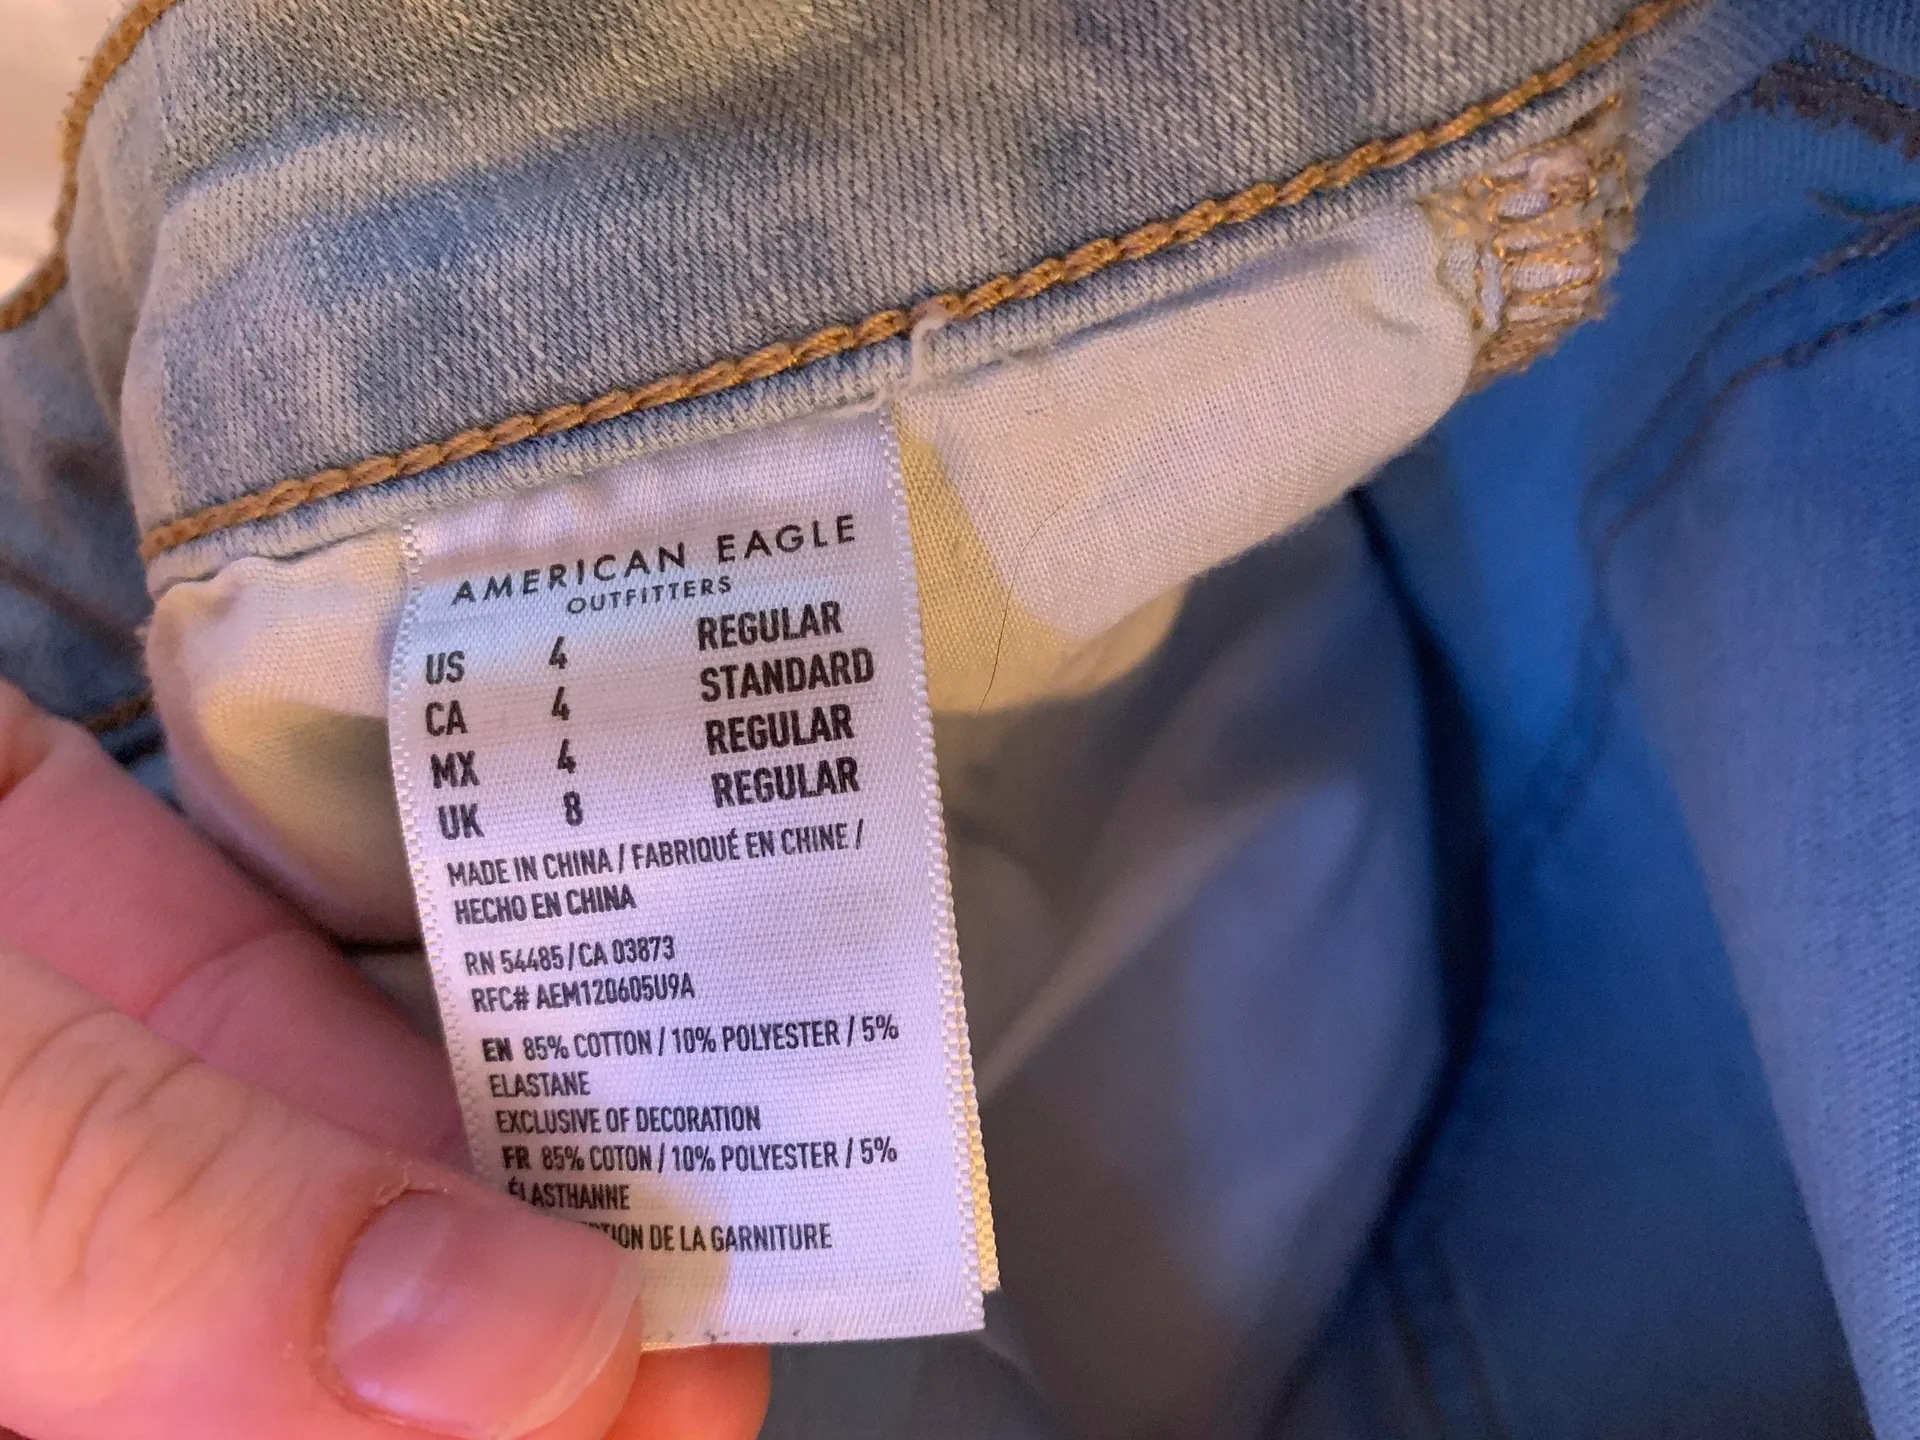 AMERICAN EAGLE
OUTFITTERS
US 4 REGULAR
CA 4 STANDARD
MX 4 REGULAR
UK 8 REGULAR
MADE IN CHINA / FABRIQUÉ EN CHINE /
HECHO EN CHINA
RN 54485 / CA 03873
RFC# AEM120605U9A
EN 85% COTTON / 10% POLYESTER / 5%
ELASTANE
EXCLUSIVE OF DECORATION
FR 85% COTON / 10% POLYESTER / 5%
ÉLASTHANNE
DE LA GARNITURE